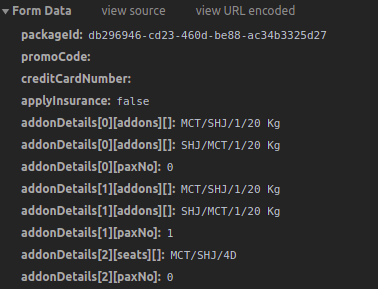 Form Data view source view URL encoded
packageId: db296946-cd23-460d-be88-ac34b3325d27
promoCode:
creditCardNumber:
applyInsurance: false
addonDetails[0][addons][]: MCT/SHJ/1/20 Kg
addonDetails[0][addons][]: SHJ/MCT/1/20 Kg
addonDetails[0][paxNo]: 0
addonDetails[1][addons][]: MCT/SHJ/1/20 Kg
addonDetails[1][addons][]: SHJ/MCT/1/20 Kg
addonDetails[1][paxNo]: 1
addonDetails[2][seats][]: MCT/SHJ/4D
addonDetails[2][paxNo]: 0